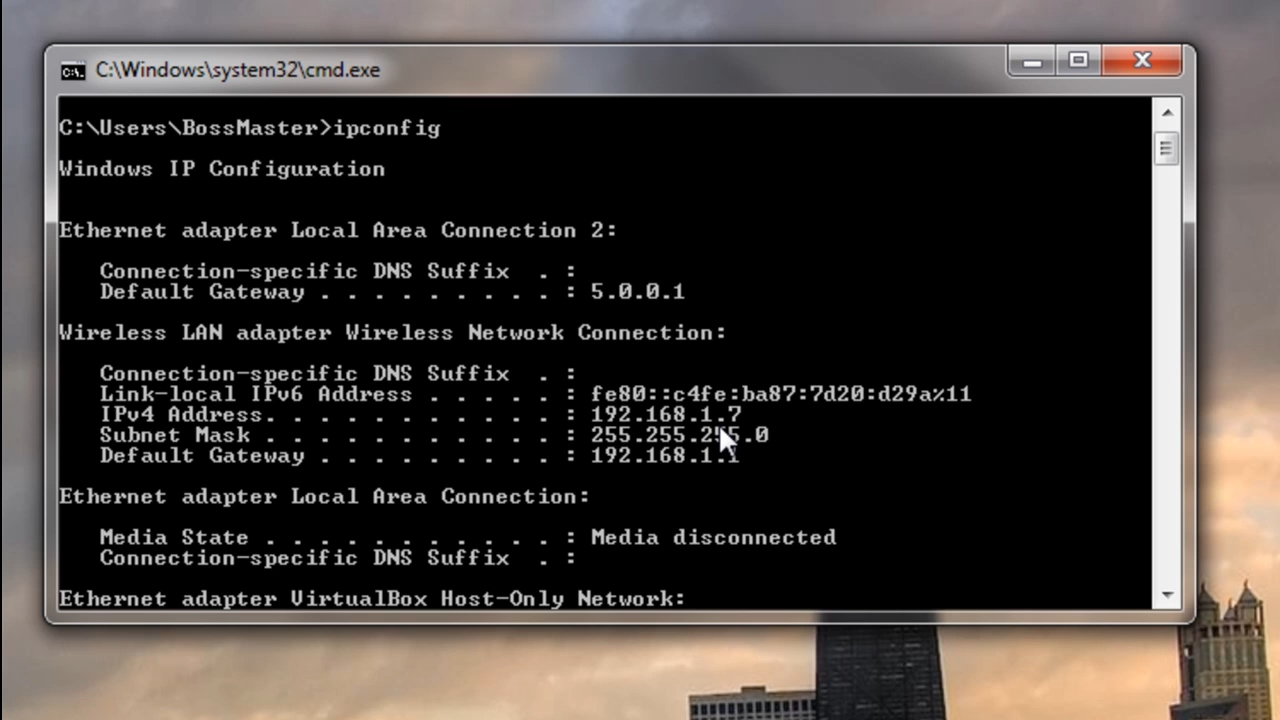 C:\Windows\system32\cmd.exe
C:\Users\BossMaster>ipconfig
Windows IP Configuration
Ethernet adapter Local Area Connection 2:
Connection-specific DNS Suffix . :
Default Gateway . . . . . . . . . : 5.0.0.1
Wireless LAN adapter Wireless Network Connection:
Connection-specific DNS Suffix . :
Link-local IPv6 Address . . . . . : fe80::c4fe:ba87:7d20:d29a%11
IPv4 Address. . . . . . . . . . . : 192.168.1.7
Subnet Mask . . . . . . . . . . . : 255.255.255.0
Default Gateway . . . . . . . . . : 192.168.1.1
Ethernet adapter Local Area Connection:
Media State . . . . . . . . . . . : Media disconnected
Connection-specific DNS Suffix . :
Ethernet adapter VirtualBox Host-Only Network: